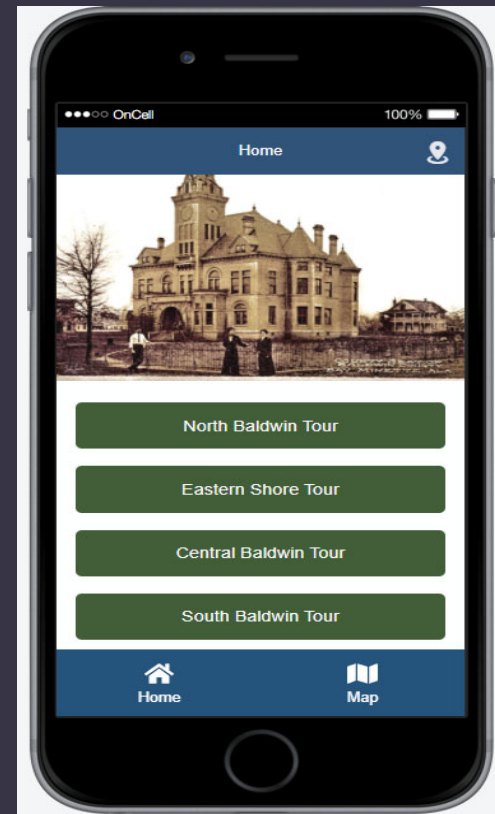 OnCell 100%
Home
North Baldwin Tour
Eastern Shore Tour
Central Baldwin Tour
South Baldwin Tour
Home Map